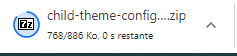 child-theme-config....zip
768/886 Ko, 0 s restante